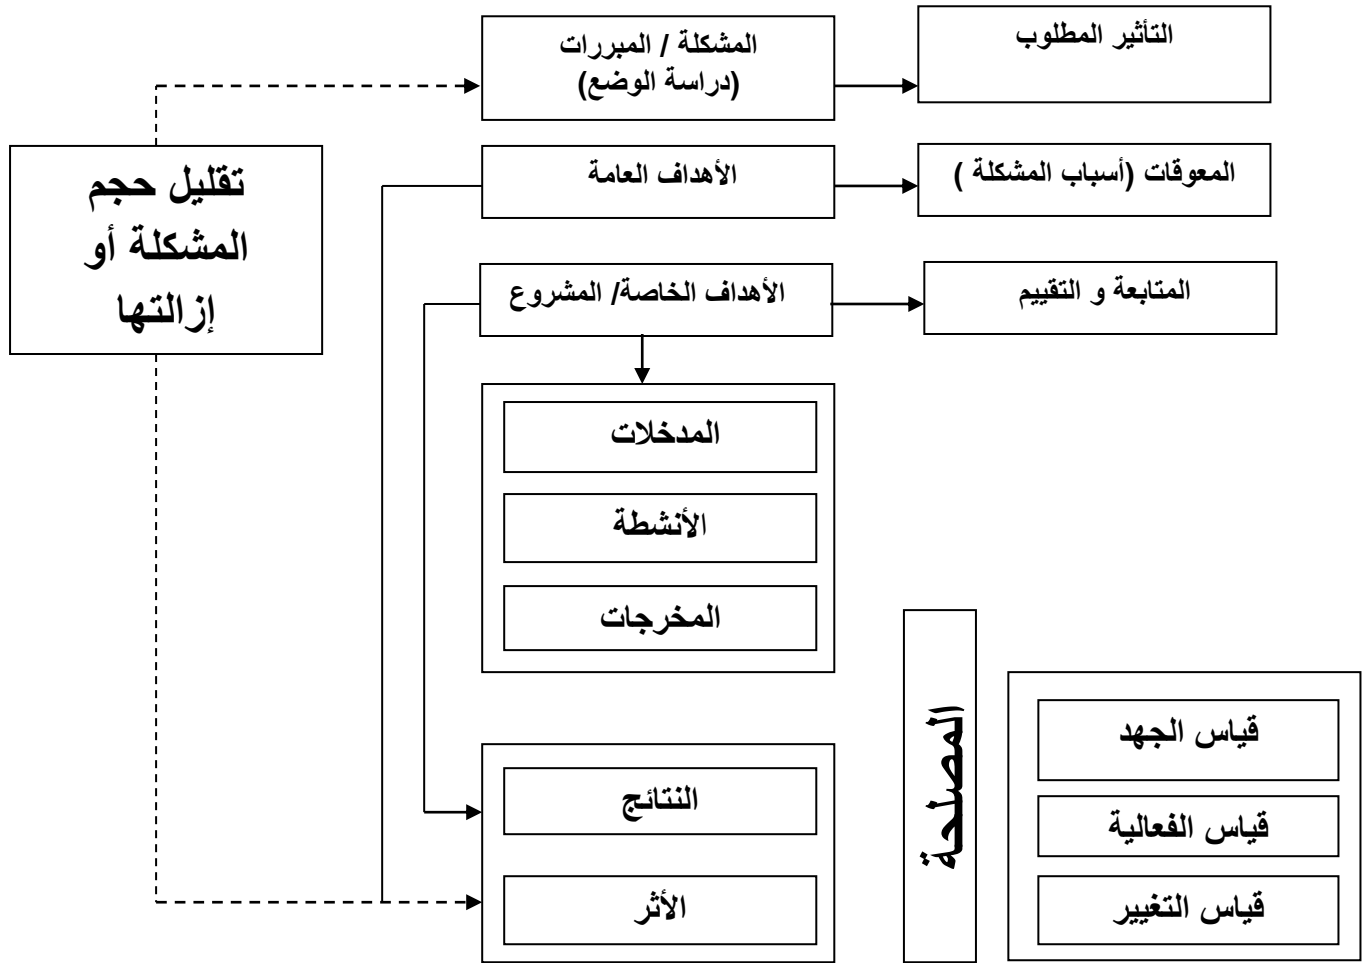 التأثير المطلوب
المشكلة / المبررات
(دراسة الوضع)
المعوقات (أسباب المشكلة )
الأهداف العامة
تقليل حجم
المشكلة أو
إزالتها
المتابعة و التقييم
الأهداف الخاصة/ المشروع
المدخلات
الأنشطة
المخرجات
المصلحة
قياس الجهد
النتائج
قياس الفعالية
قياس التغيير
الأثر